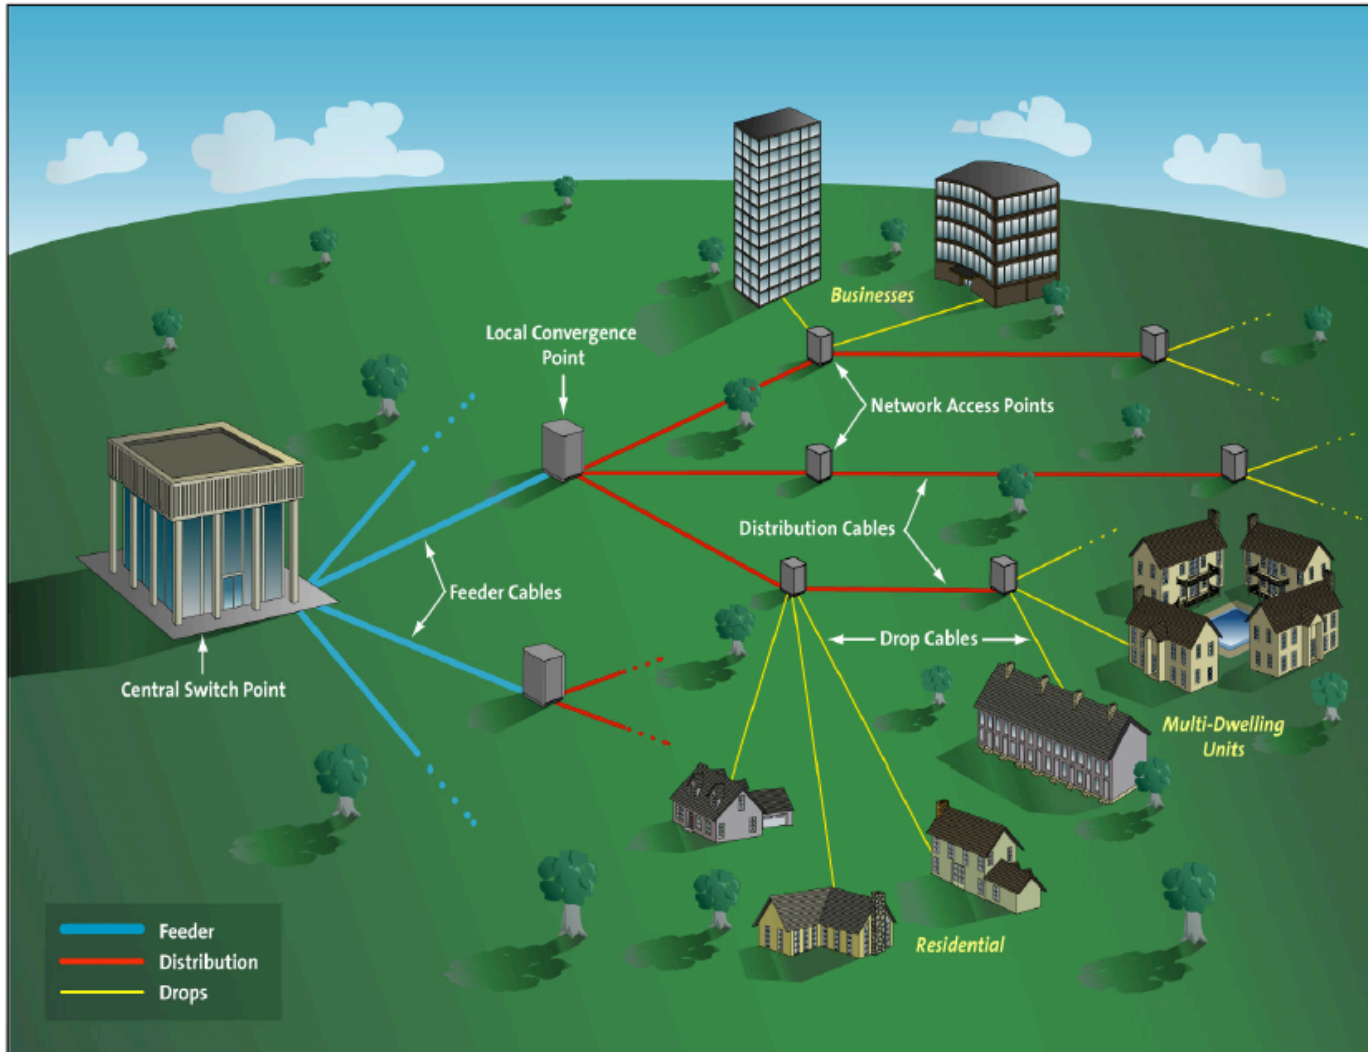 Businesses
Local Convergence
Point
Network Access Points
Distribution Cables
Feeder Cables
Drop Cables
Central Switch Point
Multi-Dwelling
Units
Residential
Feeder
Distribution
Drops